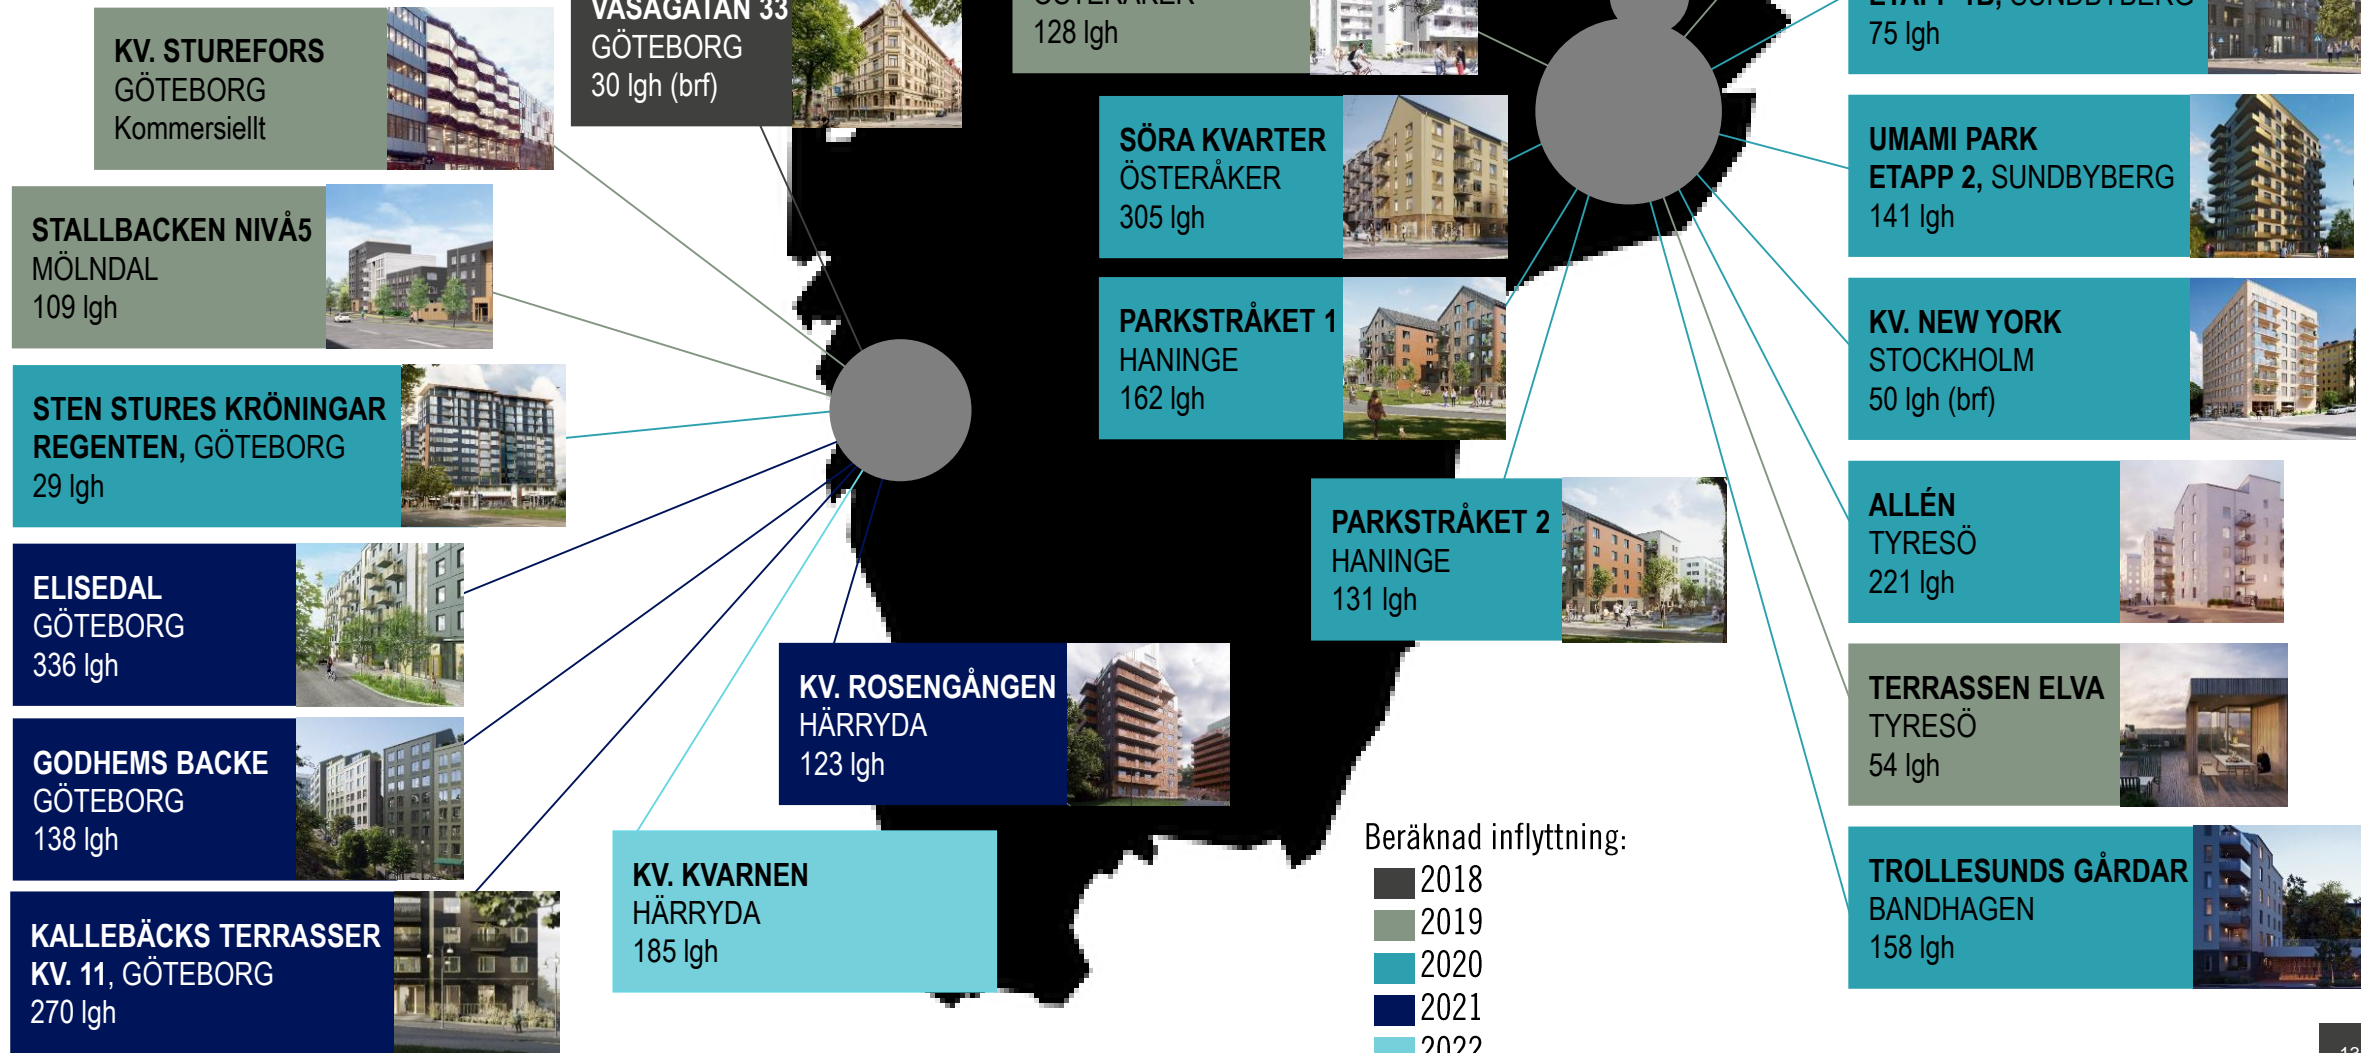 KV. STUREFORS
GÖTEBORG
Kommersiellt
VASAGATAN 33
GÖTEBORG
30 lgh (brf)
ÖSTERÅKER
128 lgh
ETAPP 1B, SUNDBYBERG
75 lgh
STALLBACKEN NIVÅ5
MÖLNDAL
109 lgh
SÖRA KVARTER
ÖSTERÅKER
305 lgh
UMAMI PARK
ETAPP 2, SUNDBYBERG
141 lgh
STEN STURES KRÖNINGAR
REGENTEN, GÖTEBORG
29 lgh
PARKSTRÅKET 1
HANINGE
162 lgh
KV. NEW YORK
STOCKHOLM
50 lgh (brf)
ELISEDAL
GÖTEBORG
336 lgh
PARKSTRÅKET 2
HANINGE
131 lgh
ALLÉN
TYRESÖ
221 lgh
GODHEMS BACKE
GÖTEBORG
138 lgh
KV. ROSENGÅNGEN
HÄRRYDA
123 lgh
TERRASSEN ELVA
TYRESÖ
54 lgh
KALLEBÄCKS TERRASSER
KV. 11, GÖTEBORG
270 lgh
KV. KVARNEN
HÄRRYDA
185 lgh
TROLLESUNDS GÅRDAR
BANDHAGEN
158 lgh
Beräknad inflyttning:
2018
2019
2020
2021
2022